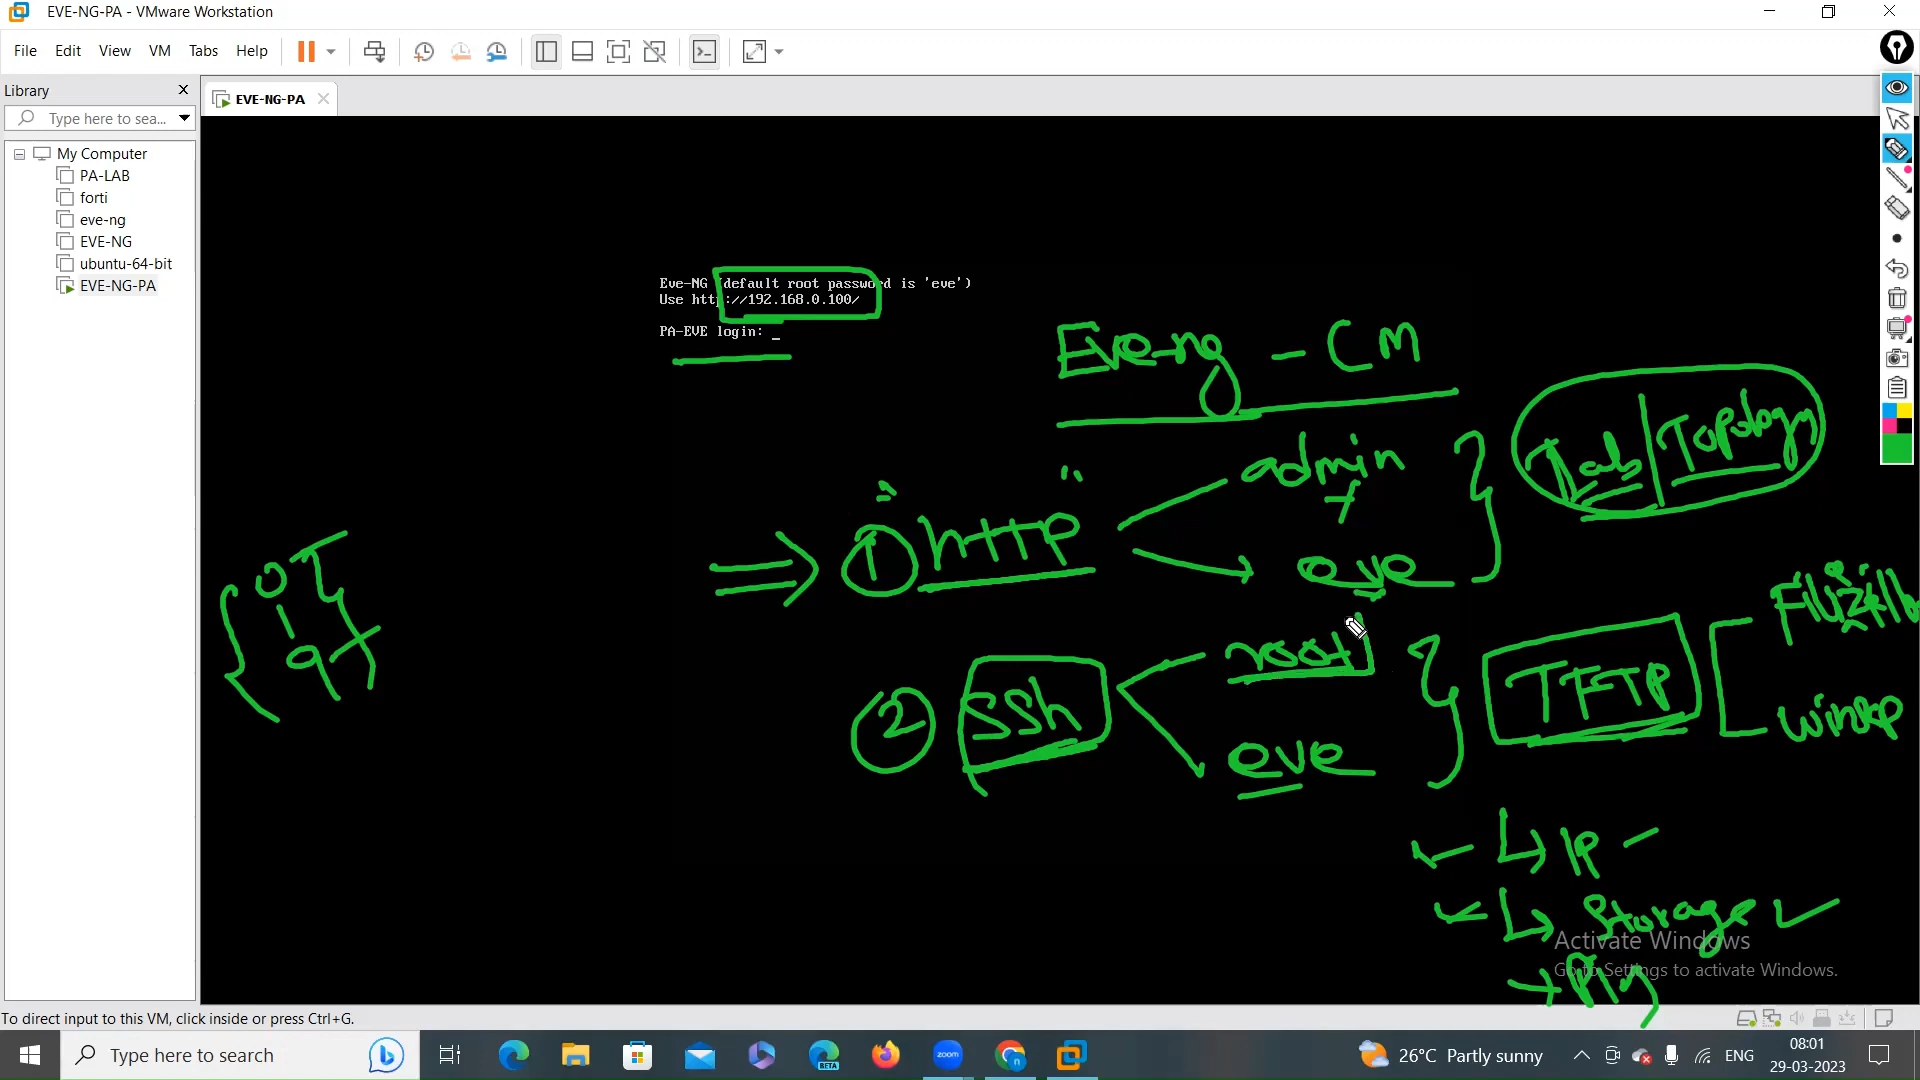 EVE-NG-PA - VMware Workstation
File Edit View VM Tabs Help
Library
Type here to sea...
My Computer
PA-LAB
forti
eve-ng
EVE-NG
ubuntu-64-bit
EVE-NG-PA
EVE-NG-PA
Eve-NG (default root password is 'eve')
Use http://192.168.0.100/
PA-EVE login: _
Eve-ng - CM
Lab/Topology
admin
1 http
eve
root
2 SSh
TFTP
eve
IP -
Storage
Activate Windows
Go to Settings to activate Windows.
To direct input to this VM, click inside or press Ctrl+G.
Type here to search
BETA
zoom
26°C Partly sunny
ENG
08:01
29-03-2023